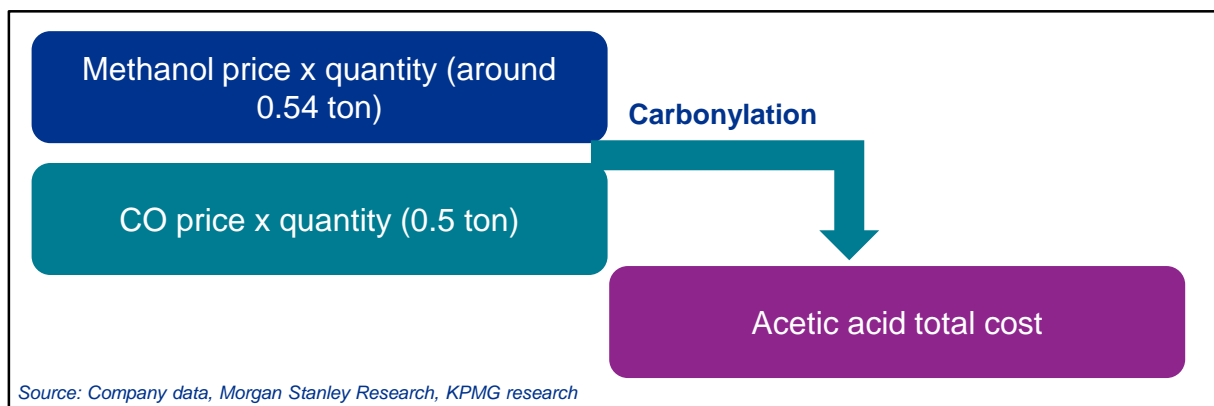 Methanol price x quantity (around
0.54 ton)
Carbonylation
CO price x quantity (0.5 ton)
Acetic acid total cost
Source: Company data, Morgan Stanley Research, KPMG research